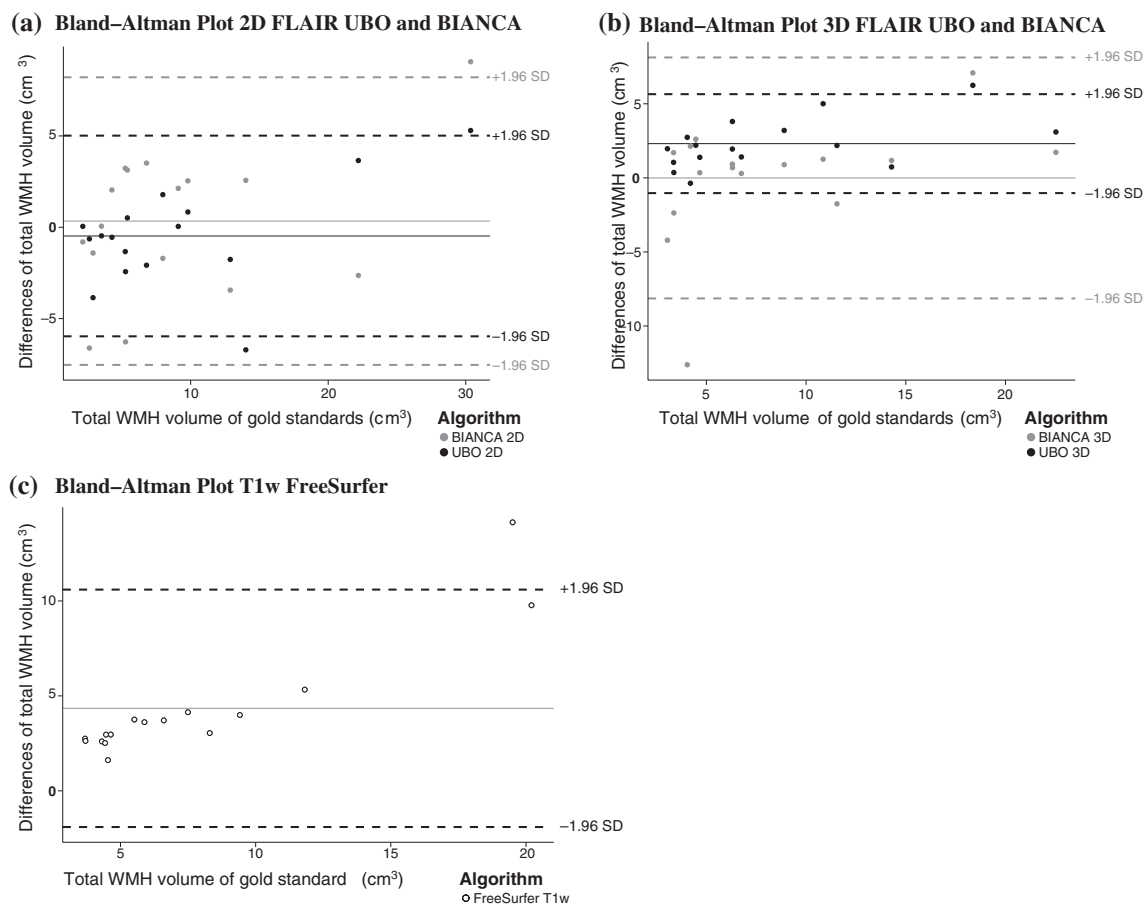 (a) Bland–Altman Plot 2D FLAIR UBO and BIANCA
Differences of total WMH volume (cm³)
5
0
−5
+1.96 SD
+1.96 SD
−1.96 SD
−1.96 SD
10
20
30
Total WMH volume of gold standards (cm³)
Algorithm
BIANCA 2D
UBO 2D
(b) Bland–Altman Plot 3D FLAIR UBO and BIANCA
Differences of total WMH volume (cm³)
5
0
−5
−10
+1.96 SD
+1.96 SD
−1.96 SD
−1.96 SD
5
10
15
20
Total WMH volume of gold standards (cm³)
Algorithm
BIANCA 3D
UBO 3D
(c) Bland–Altman Plot T1w FreeSurfer
Differences of total WMH volume (cm³)
10
5
0
+1.96 SD
−1.96 SD
5
10
15
20
Total WMH volume of gold standard (cm³)
Algorithm
FreeSurfer T1w